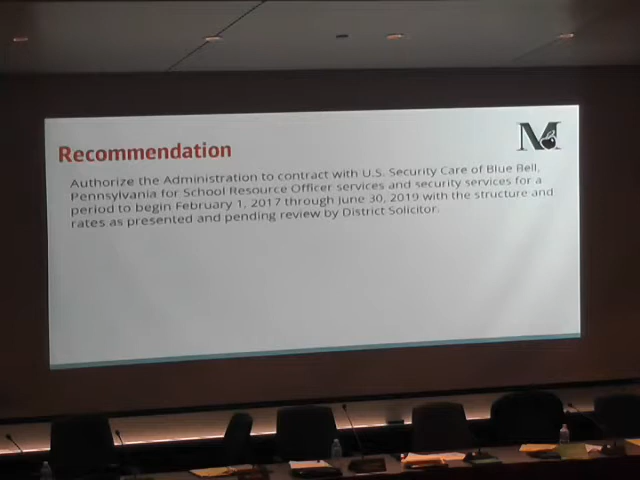 M
Recommendation
Authorize the Administration to contract with U.S. Security Care of Blue Bell,
Pennsylvania for School Resource Officer services and security services for a
period to begin February 1, 2017 through June 30, 2019 with the structure and
rates as presented and pending review by District Solicitor.